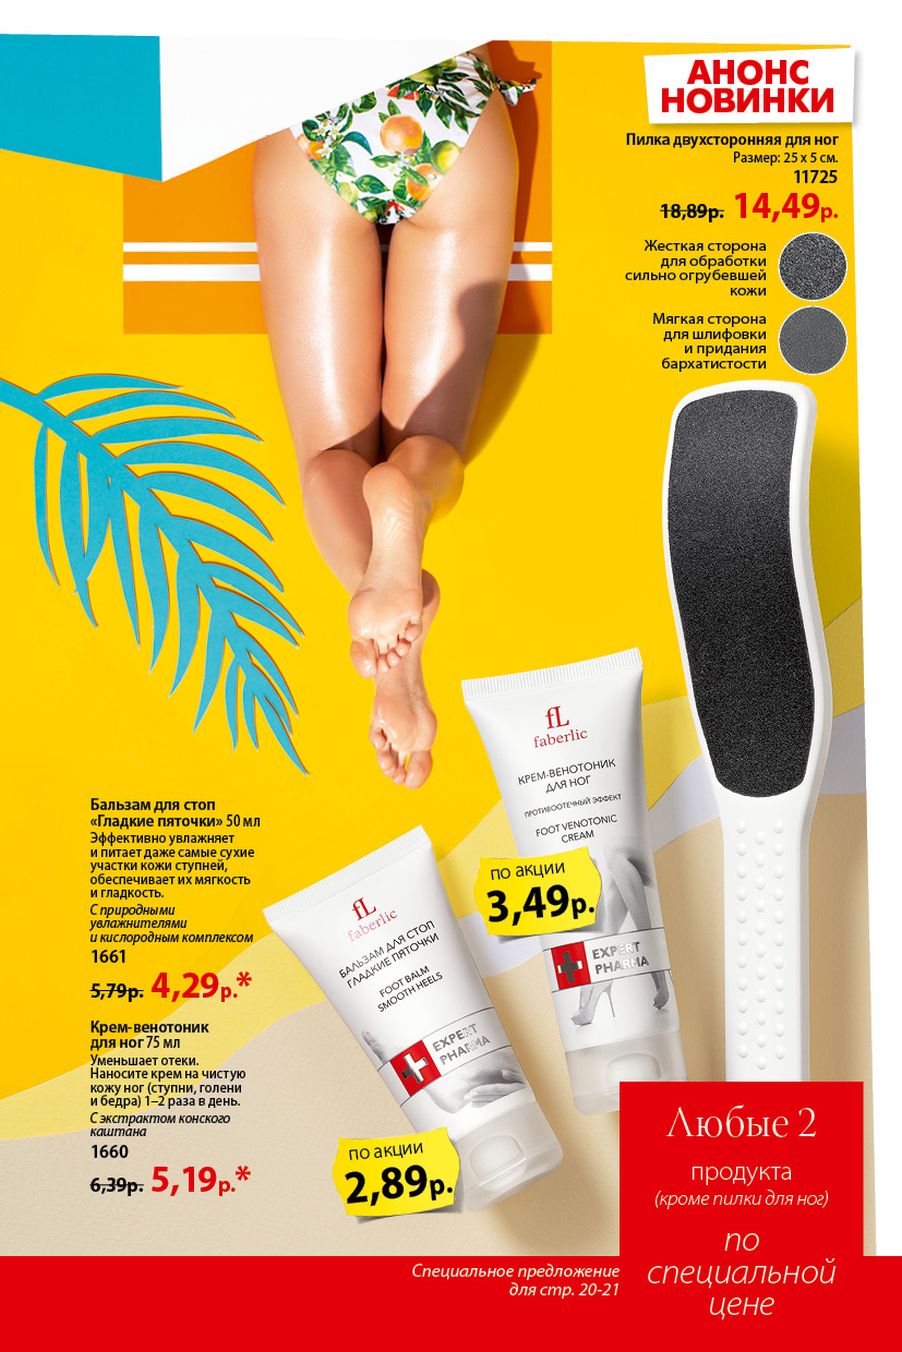 АНОНС
НОВИНКИ
Пилка двухсторонняя для ног
Размер: 25 x 5 см.
11725
18,89р. 14,49р.
Жесткая сторона
для обработки
сильно огрубевшей
кожи
Мягкая сторона
для шлифовки
и придания
бархатистости
fL
faberlic
КРЕМ-ВЕНОТОНИК
ДЛЯ НОГ
ПРОТИВООТЕЧНЫЙ ЭФФЕКТ
FOOT VENOTONIC
CREAM
EXPERT
PHARMA
по акции
3,49р.
Бальзам для стоп
«Гладкие пяточки» 50 мл
Эффективно увлажняет
и питает даже самые сухие
участки кожи ступней,
обеспечивает их мягкость
и гладкость.
С природными
увлажнителями
и кислородным комплексом
1661
5,79р. 4,29р.*
Крем-венотоник
для ног 75 мл
Уменьшает отеки.
Наносите крем на чистую
кожу ног (ступни, голени
и бедра) 1–2 раза в день.
С экстрактом конского
каштана
1660
6,39р. 5,19р.*
fL
faberlic
БАЛЬЗАМ ДЛЯ СТОП
ГЛАДКИЕ ПЯТОЧКИ
FOOT BALM
SMOOTH HEELS
EXPERT
PHARMA
по акции
2,89р.
Любые 2
продукта
(кроме пилки для ног)
по
специальной
цене
Специальное предложение
для стр. 20-21